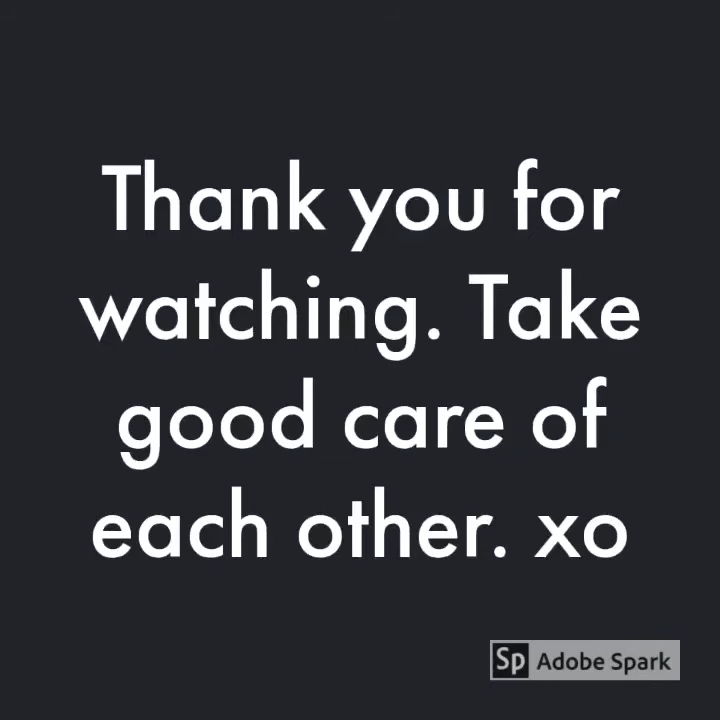 Thank you for
watching. Take
good care of
each other. xo
Sp Adobe Spark